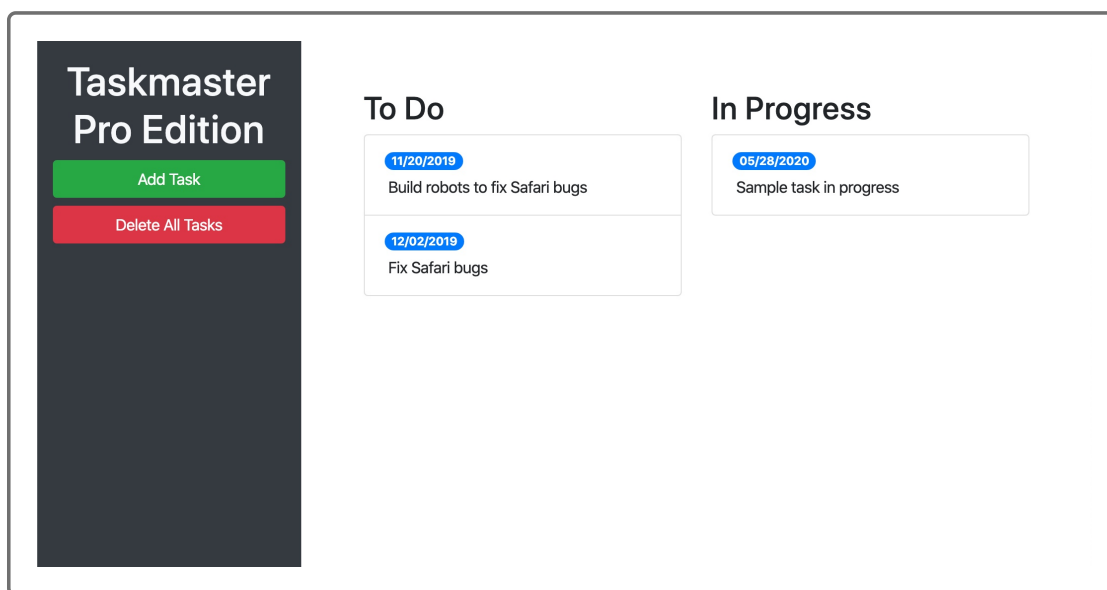 Taskmaster
Pro Edition
Add Task
Delete All Tasks
To Do
11/20/2019
Build robots to fix Safari bugs
12/02/2019
Fix Safari bugs
In Progress
05/28/2020
Sample task in progress